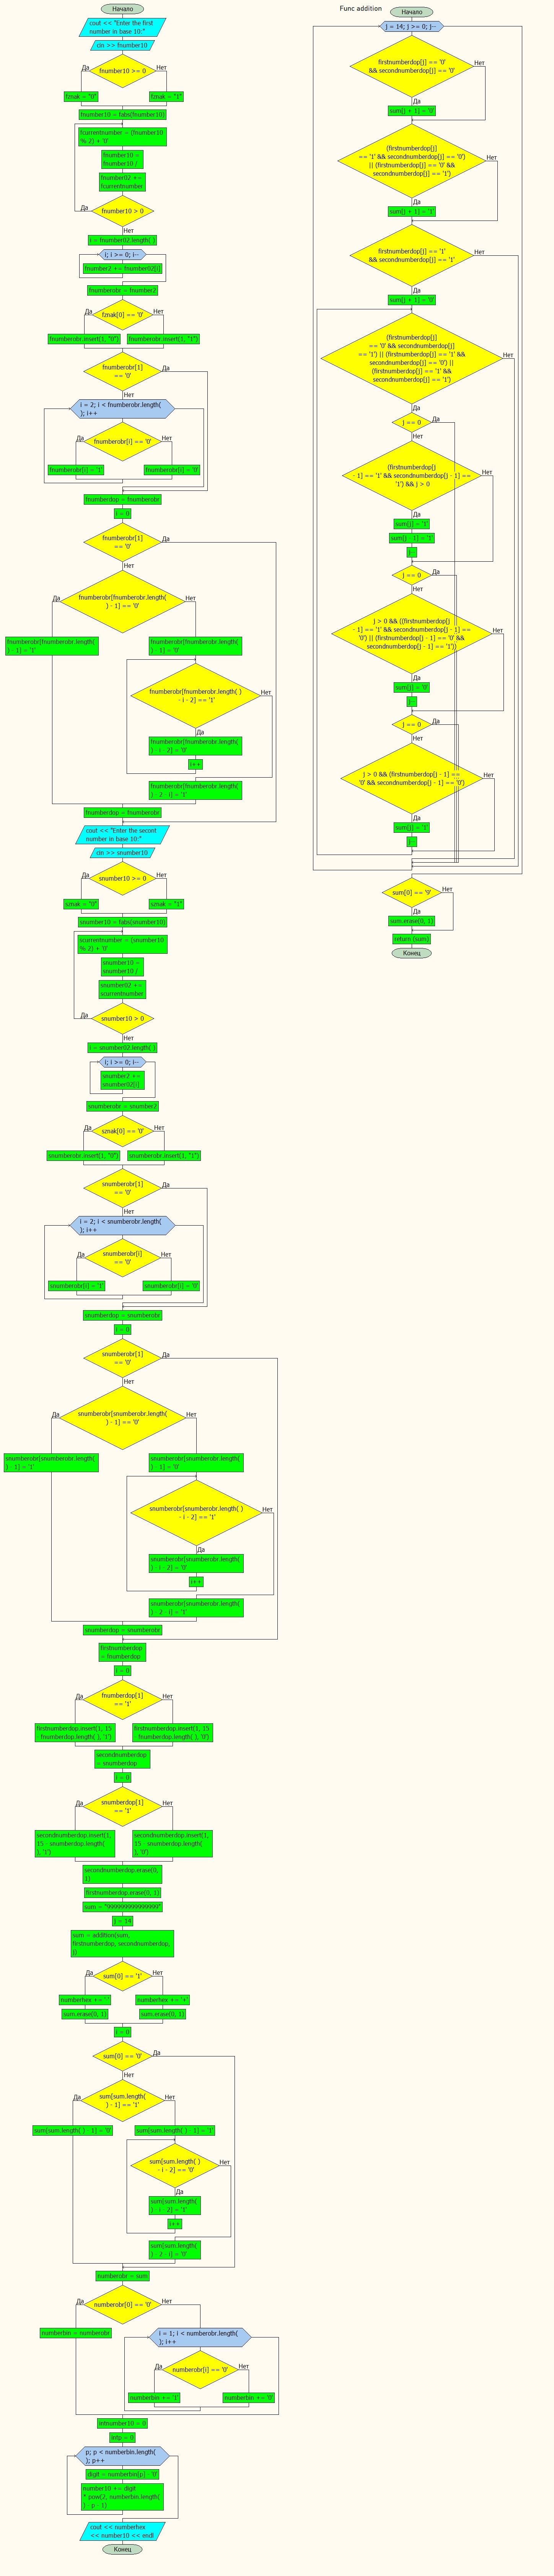 Начало
cout << "Enter the first
number in base 10:"
cin >> fnumber10
fnumber10 >= 0
Да
Нет
fznak = "0"
fznak = "1"
fnumber10 = fabs(fnumber10)
fcurrentnumber = (fnumber10
% 2) + '0'
fnumber10 =
fnumber10 /
fnumber02 +=
fcurrentnumber
fnumber10 > 0
Да
Нет
i = fnumber02.length( )
i; i >= 0; i--
fnumber2 += fnumber02[i]
fnumberobr = fnumber2
fznak[0] == '0'
Да
Нет
fnumberobr.insert(1, "0")
fnumberobr.insert(1, "1")
fnumberobr[1]
== '0'
Да
Нет
i = 2; i < fnumberobr.length(
); i++
fnumberobr[i] == '0'
Да
Нет
fnumberobr[i] = '1'
fnumberobr[i] = '0'
fnumberdop = fnumberobr
i = 0
fnumberobr[1]
== '0'
Да
Нет
fnumberobr[fnumberobr.length(
) - 1] == '0'
Да
Нет
fnumberobr[fnumberobr.length(
) - 1] = '1'
fnumberobr[fnumberobr.length(
) - 1] = '0'
fnumberobr[fnumberobr.length( )
- i - 2] == '1'
Нет
Да
fnumberobr[fnumberobr.length(
) - i - 2] = '0'
i++
fnumberobr[fnumberobr.length(
) - 2 - i] = '1'
fnumberdop = fnumberobr
cout << "Enter the secont
number in base 10:"
cin >> snumber10
snumber10 >= 0
Да
Нет
sznak = "0"
sznak = "1"
snumber10 = fabs(snumber10)
scurrentnumber = (snumber10
% 2) + '0'
snumber10 =
snumber10 /
snumber02 +=
scurrentnumber
snumber10 > 0
Да
Нет
i = snumber02.length( )
i; i >= 0; i--
snumber2 +=
snumber02[i]
snumberobr = snumber2
sznak[0] == '0'
Да
Нет
snumberobr.insert(1, "0")
snumberobr.insert(1, "1")
snumberobr[1]
== '0'
Да
Нет
i = 2; i < snumberobr.length(
); i++
snumberobr[i]
== '0'
Да
Нет
snumberobr[i] = '1'
snumberobr[i] = '0'
snumberdop = snumberobr
i = 0
snumberobr[1]
== '0'
Да
Нет
snumberobr[snumberobr.length(
) - 1] == '0'
Да
Нет
snumberobr[snumberobr.length(
) - 1] = '1'
snumberobr[snumberobr.length(
) - 1] = '0'
snumberobr[snumberobr.length( )
- i - 2] == '1'
Нет
Да
snumberobr[snumberobr.length(
) - i - 2] = '0'
i++
snumberobr[snumberobr.length(
) - 2 - i] = '1'
snumberdop = snumberobr
firstnumberdop
= fnumberdop
i = 0
fnumberdop[1]
== '1'
Да
Нет
firstnumberdop.insert(1, 15
- fnumberdop.length( ), '1')
firstnumberdop.insert(1, 15
- fnumberdop.length( ), '0')
secondnumberdop
= snumberdop
i = 0
snumberdop[1]
== '1'
Да
Нет
secondnumberdop.insert(1,
15 - snumberdop.length(
), '1')
secondnumberdop.insert(1,
15 - snumberdop.length(
), '0')
secondnumberdop.erase(0,
1)
firstnumberdop.erase(0, 1)
sum = "999999999999999"
j = 14
sum = addition(sum,
firstnumberdop, secondnumberdop,
j)
sum[0] == '1'
Да
Нет
numberhex += '-'
numberhex += '+'
sum.erase(0, 1)
sum.erase(0, 1)
i = 0
sum[0] == '0'
Да
Нет
sum[sum.length(
) - 1] == '1'
Да
Нет
sum[sum.length( ) - 1] = '0'
sum[sum.length( ) - 1] = '1'
sum[sum.length( )
- i - 2] == '0'
Нет
Да
sum[sum.length(
) - i - 2] = '1'
i++
sum[sum.length(
) - 2 - i] = '0'
numberobr = sum
numberobr[0] == '0'
Да
Нет
numberbin = numberobr
i = 1; i < numberobr.length(
); i++
numberobr[i] == '0'
Да
Нет
numberbin += '1'
numberbin += '0'
intnumber10 = 0
intp = 0
p; p < numberbin.length(
); p++
digit = numberbin[p] - '0'
number10 += digit
* pow(2, numberbin.length(
) - p - 1)
cout << numberhex
<< number10 << endl
Конец
Func addition
Начало
j = 14; j >= 0; j--
firstnumberdop[j] == '0'
&& secondnumberdop[j] == '0'
Нет
Да
sum[j + 1] = '0'
(firstnumberdop[j]
== '1' && secondnumberdop[j] == '0')
|| (firstnumberdop[j] == '0' &&
secondnumberdop[j] == '1')
Нет
Да
sum[j + 1] = '1'
firstnumberdop[j] == '1'
&& secondnumberdop[j] == '1'
Нет
Да
sum[j + 1] = '0'
(firstnumberdop[j]
== '0' && secondnumberdop[j]
== '1') || (firstnumberdop[j] == '1' &&
secondnumberdop[j] == '0') ||
(firstnumberdop[j] == '1' &&
secondnumberdop[j] == '1')
Нет
Да
j == 0
Да
Нет
(firstnumberdop[j
- 1] == '1' && secondnumberdop[j - 1] ==
'1') && j > 0
Нет
Да
sum[j] = '1'
sum[j - 1] = '1'
j--
j == 0
Да
Нет
j > 0 && ((firstnumberdop[j
- 1] == '1' && secondnumberdop[j - 1] ==
'0') || (firstnumberdop[j - 1] == '0' &&
secondnumberdop[j - 1] == '1'))
Нет
Да
sum[j] = '0'
j--
j == 0
Да
Нет
j > 0 && (firstnumberdop[j - 1] ==
'0' && secondnumberdop[j - 1] == '0')
Нет
Да
sum[j] = '1'
j--
sum[0] == '9'
Нет
Да
sum.erase(0, 1)
return (sum)
Конец